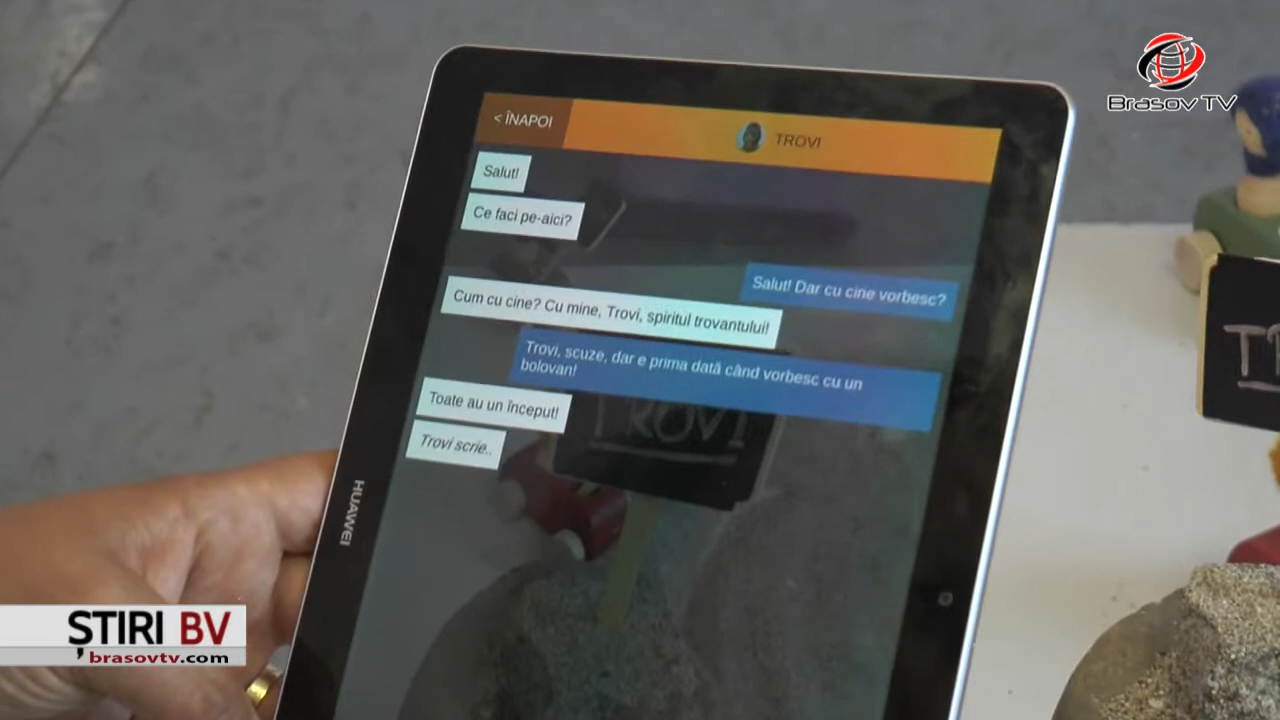 Brasov TV
< ÎNAPOI
TROVI
Salut!
Ce faci pe-aici?
Salut! Dar cu cine vorbesc?
Cum cu cine? Cu mine, Trovi, spiritul trovantului!
Trovi, scuze, dar e prima dată când vorbesc cu un
bolovan!
Toate au un început!
Trovi scrie..
TROVI
HUAWEI
ȘTIRI BV
brasovtv.com